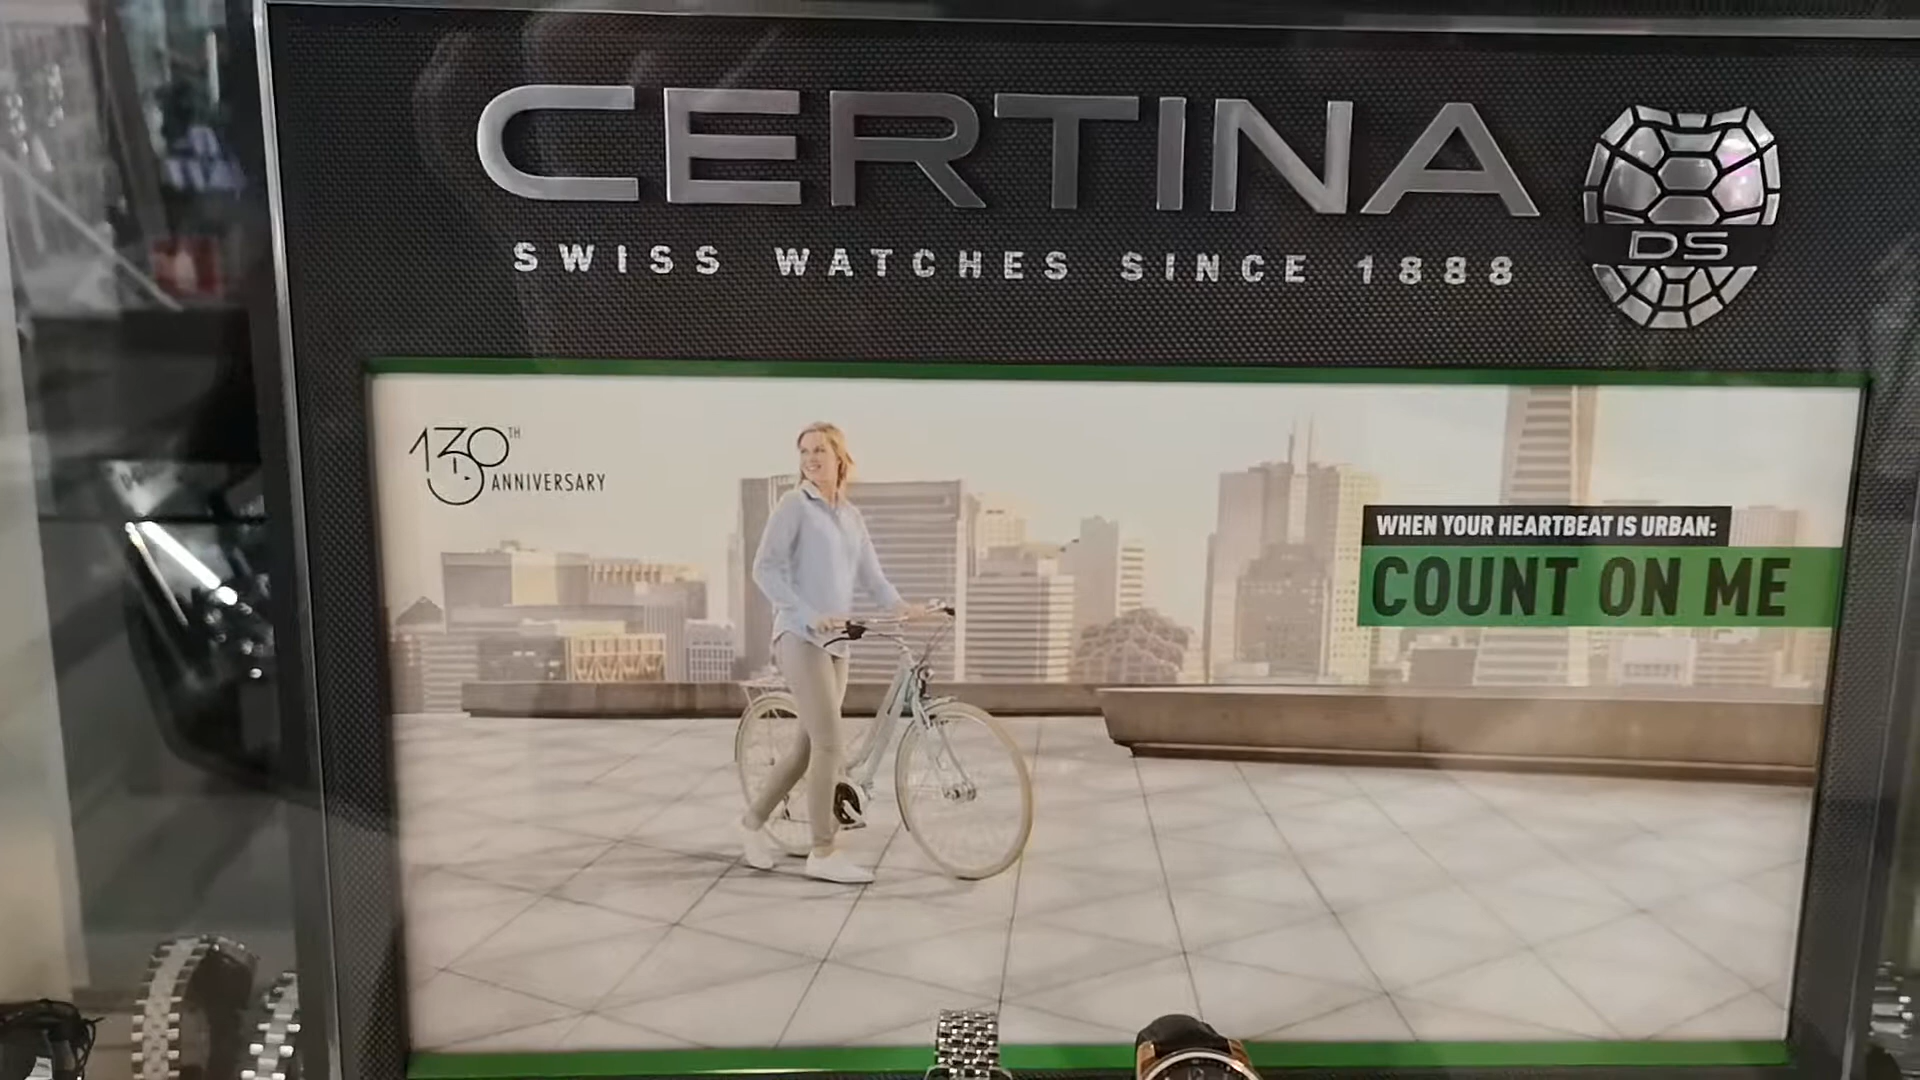 CERTINA
SWISS WATCHES SINCE 1888
DS
130TH
ANNIVERSARY
WHEN YOUR HEARTBEAT IS URBAN:
COUNT ON ME